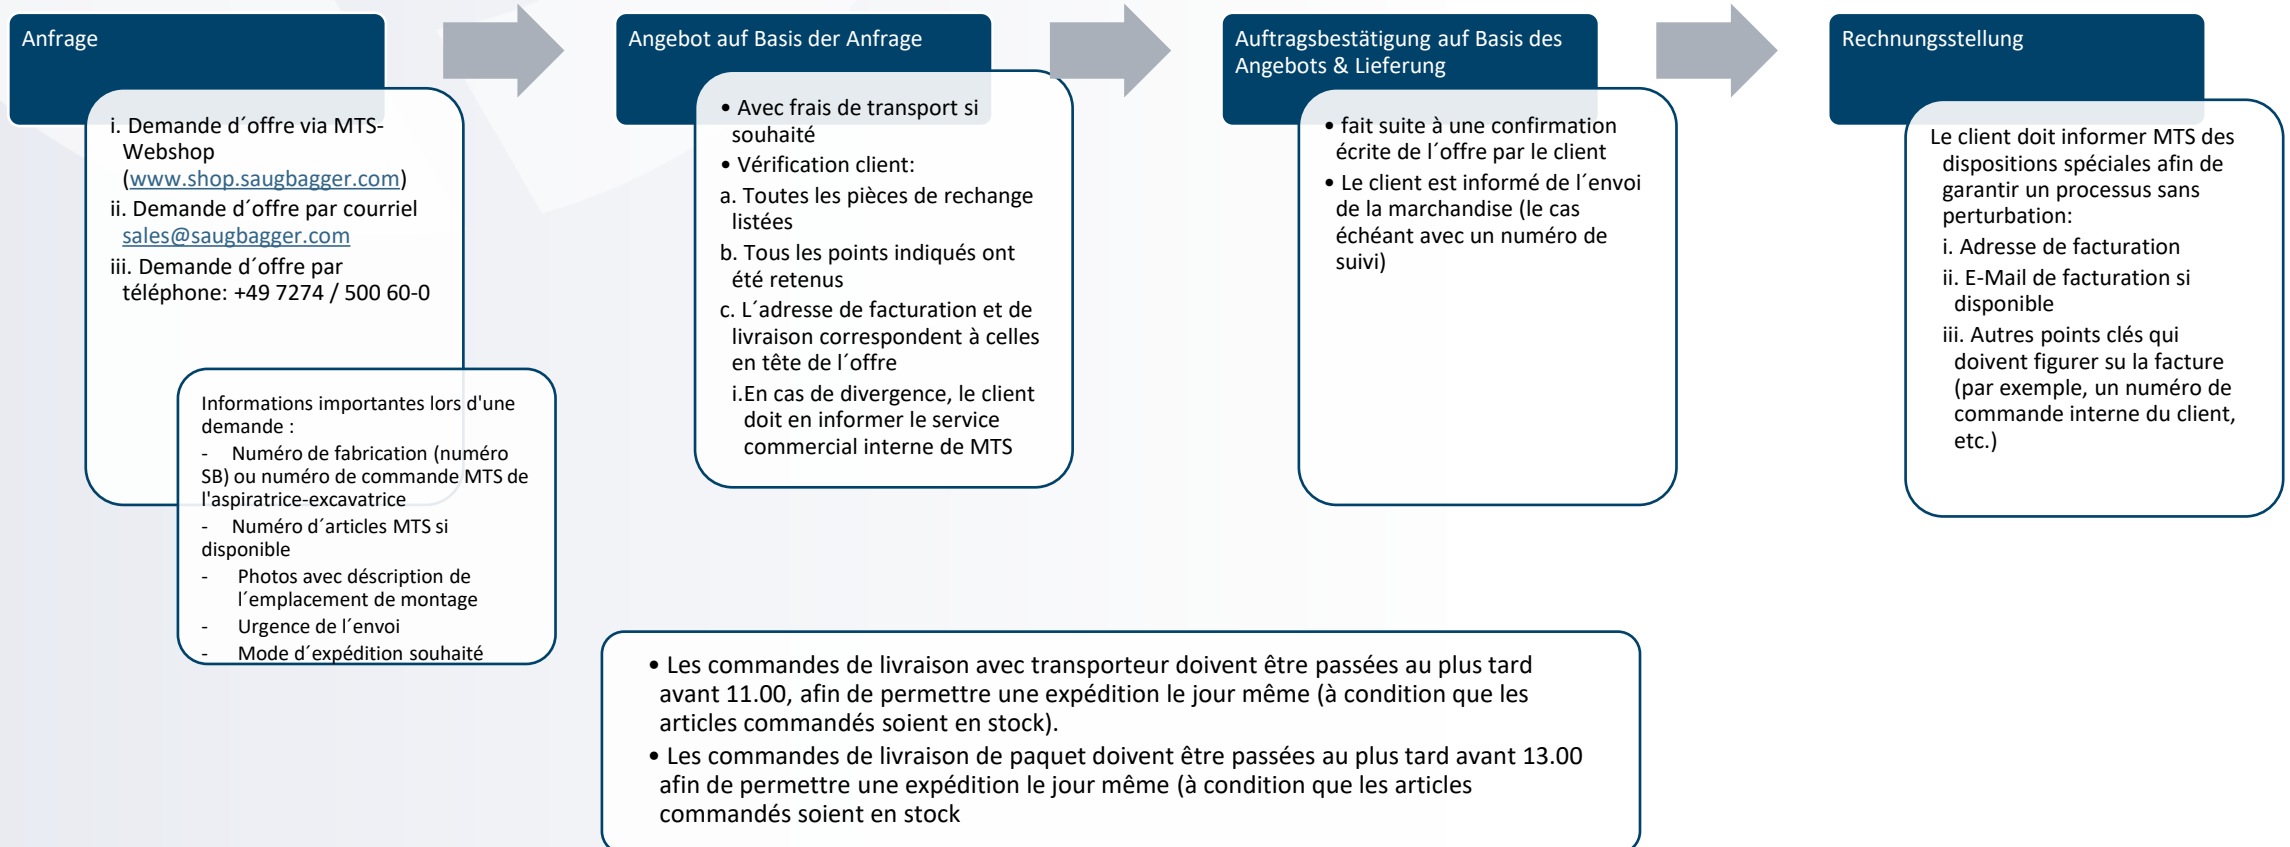 Anfrage
i. Demande d´offre via MTS-
Webshop
(www.shop.saugbagger.com)
ii. Demande d´offre par courriel
sales@saugbagger.com
iii. Demande d´offre par
téléphone: +49 7274 / 500 60-0
Informations importantes lors d'une
demande :
- Numéro de fabrication (numéro
SB) ou numéro de commande MTS de
l'aspiratrice-excavatrice
- Numéro d´articles MTS si
disponible
- Photos avec déscription de
l´emplacement de montage
- Urgence de l´envoi
- Mode d´expédition souhaité
Angebot auf Basis der Anfrage
• Avec frais de transport si
souhaité
• Vérification client:
a. Toutes les pièces de rechange
listées
b. Tous les points indiqués ont
été retenus
c. L´adresse de facturation et de
livraison correspondent à celles
en tête de l´offre
i.En cas de divergence, le client
doit en informer le service
commercial interne de MTS
Auftragsbestätigung auf Basis des
Angebots & Lieferung
• fait suite à une confirmation
écrite de l´offre par le client
• Le client est informé de l´envoi
de la marchandise (le cas
échéant avec un numéro de
suivi)
Rechnungsstellung
Le client doit informer MTS des
dispositions spéciales afin de
garantir un processus sans
perturbation:
i. Adresse de facturation
ii. E-Mail de facturation si
disponible
iii. Autres points clés qui
doivent figurer su la facture
(par exemple, un numéro de
commande interne du client,
etc.)
• Les commandes de livraison avec transporteur doivent être passées au plus tard
avant 11.00, afin de permettre une expédition le jour même (à condition que les
articles commandés soient en stock).
• Les commandes de livraison de paquet doivent être passées au plus tard avant 13.00
afin de permettre une expédition le jour même (à condition que les articles
commandés soient en stock